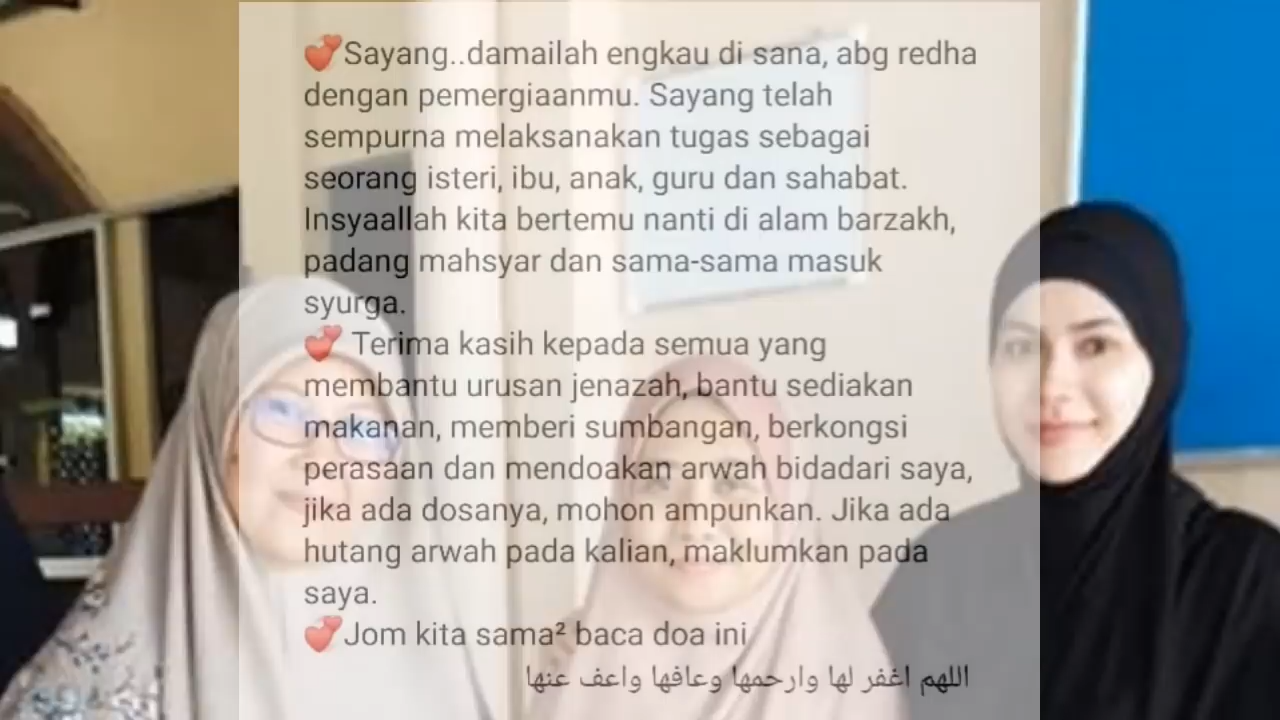 💕Sayang..damailah engkau di sana, abg redha
dengan pemergiaanmu. Sayang telah
sempurna melaksanakan tugas sebagai
seorang isteri, ibu, anak, guru dan sahabat.
Insyaallah kita bertemu nanti di alam barzakh,
padang mahsyar dan sama-sama masuk
syurga.
💕 Terima kasih kepada semua yang
membantu urusan jenazah, bantu sediakan
makanan, memberi sumbangan, berkongsi
perasaan dan mendoakan arwah bidadari saya,
jika ada dosanya, mohon ampunkan. Jika ada
hutang arwah pada kalian, maklumkan pada
saya.
💕Jom kita sama² baca doa ini
اللهم اغفر لها وارحمها وعافها واعف عنها